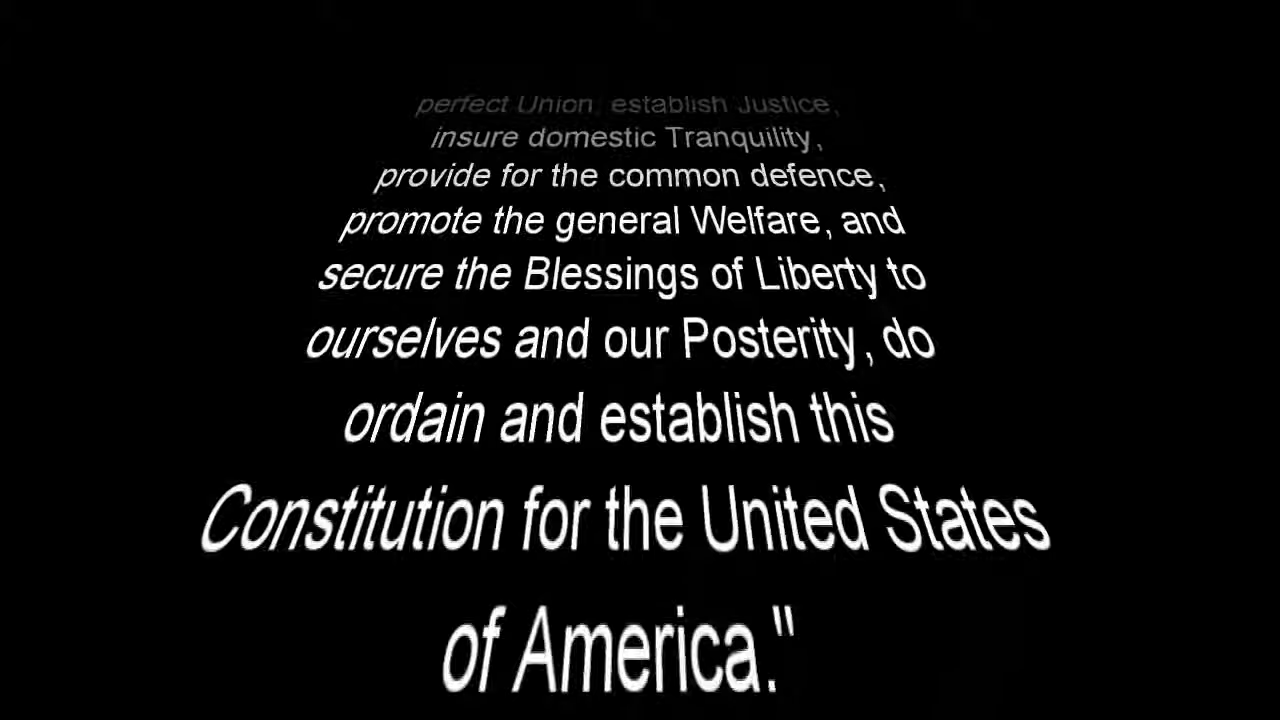 perfect Union, establish Justice,
insure domestic Tranquility,
provide for the common defence,
promote the general Welfare, and
secure the Blessings of Liberty to
ourselves and our Posterity, do
ordain and establish this
Constitution for the United States
of America."